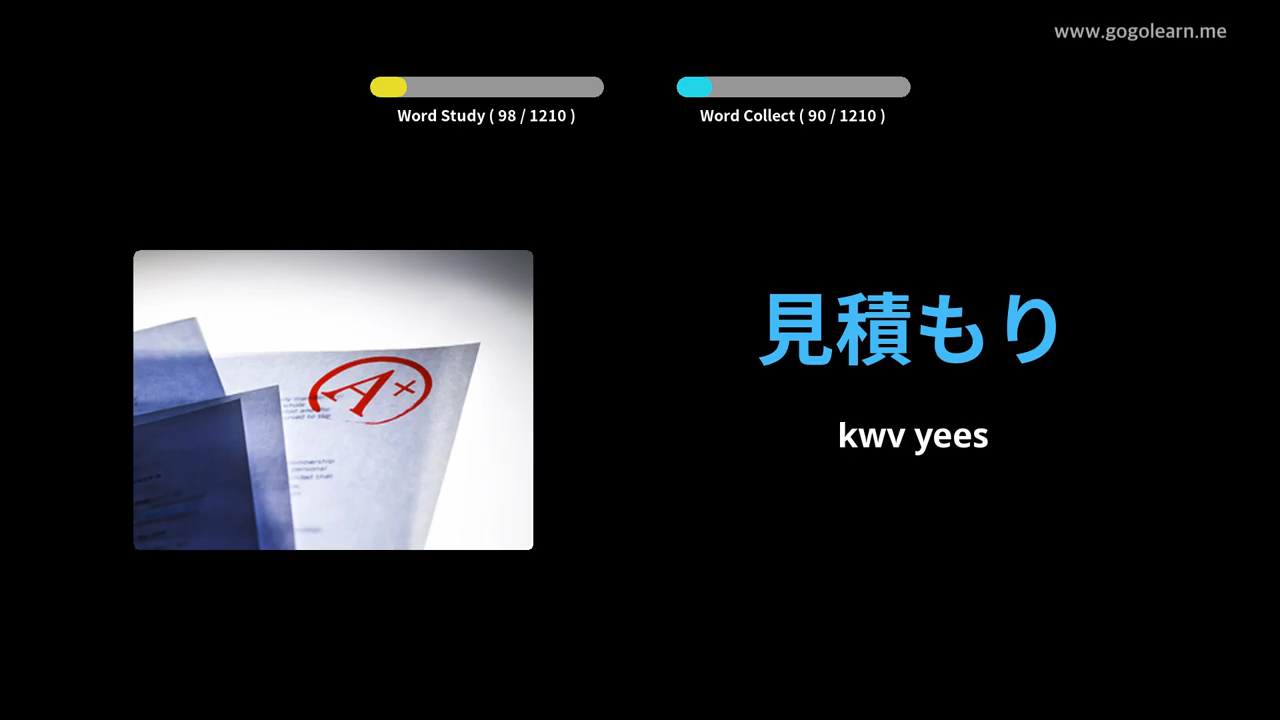 www.gogolearn.me
Word Study ( 98 / 1210 )
Word Collect ( 90 / 1210 )
A+
見積もり
kwv yees